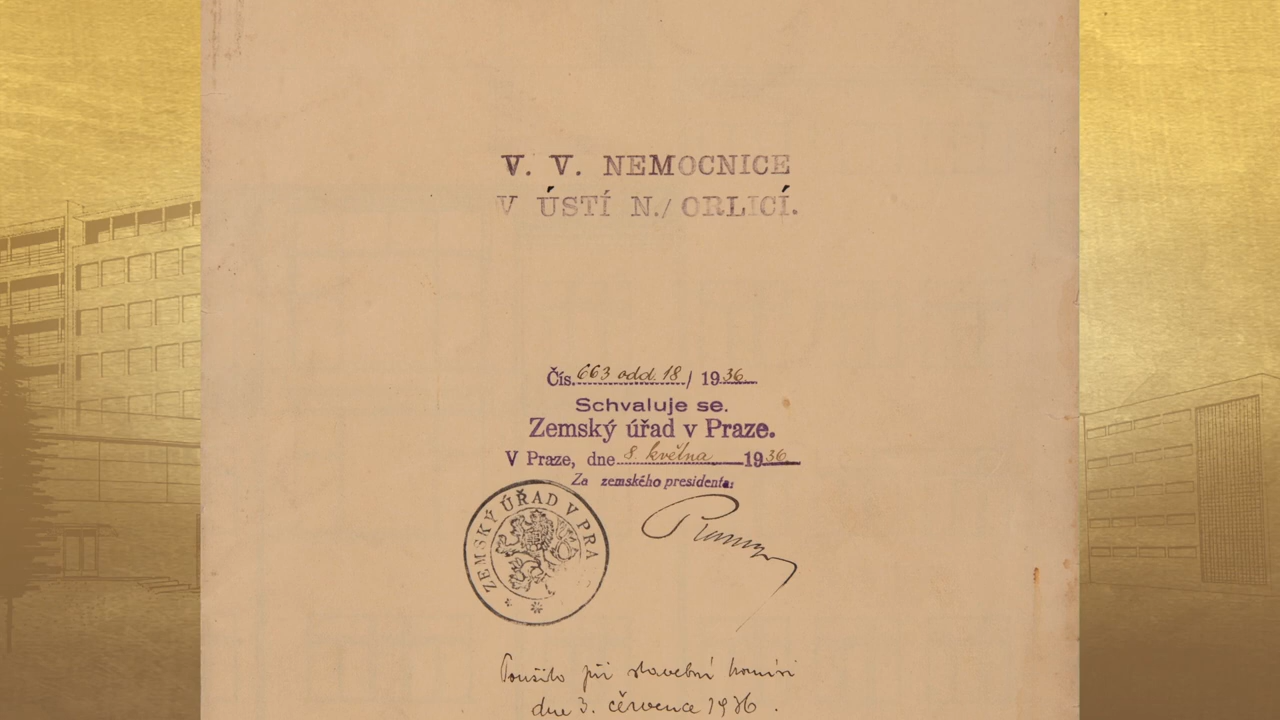 V. V. NEMOCNICE
V ÚSTÍ N./ ORLICÍ.
Čís. 663 odd. 18 / 1936
Schvaluje se.
Zemský úřad v Praze.
V Praze, dne 8. května 1936
Za zemského presidenta:
ZEMSKÝ ÚŘAD V PRA
Použito při stavební komisi
dne 3. července 1936.